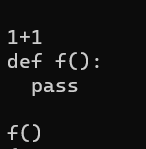 1+1
def f():
  pass

f()